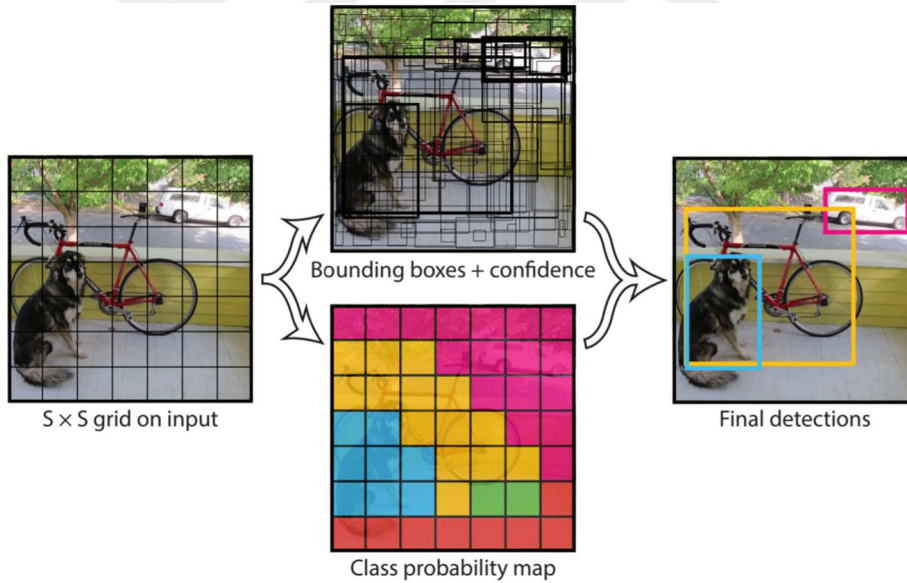 Bounding boxes + confidence
S × S grid on input
Final detections
Class probability map